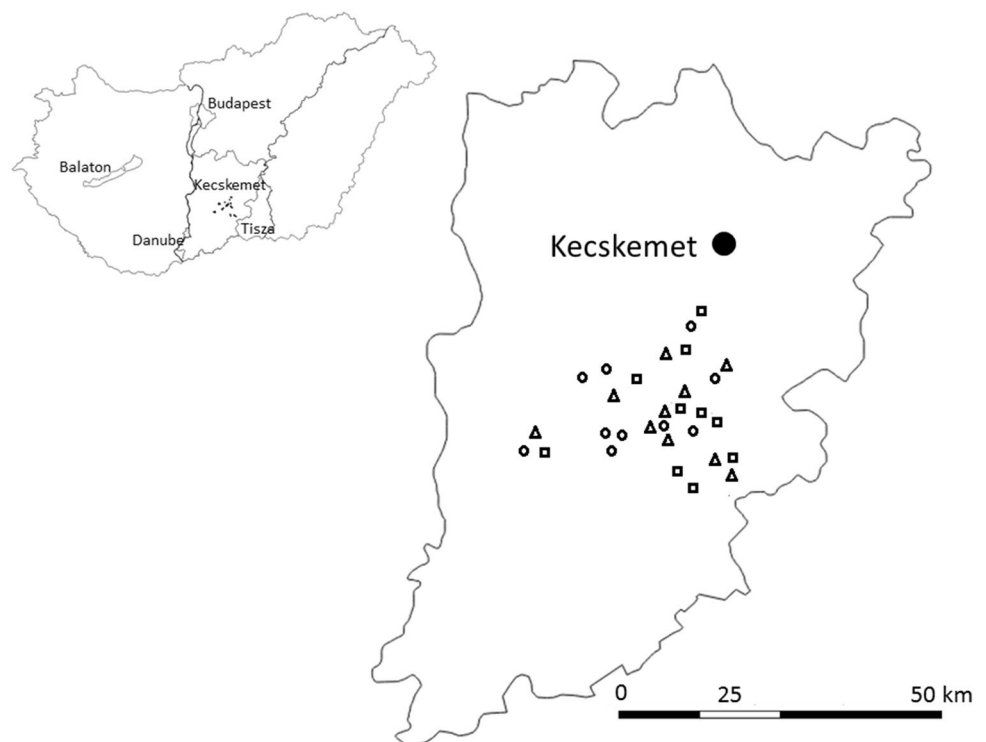 Budapest
Balaton
Kecskemet
Danube
Tisza
Kecskemet
0 25 50 km